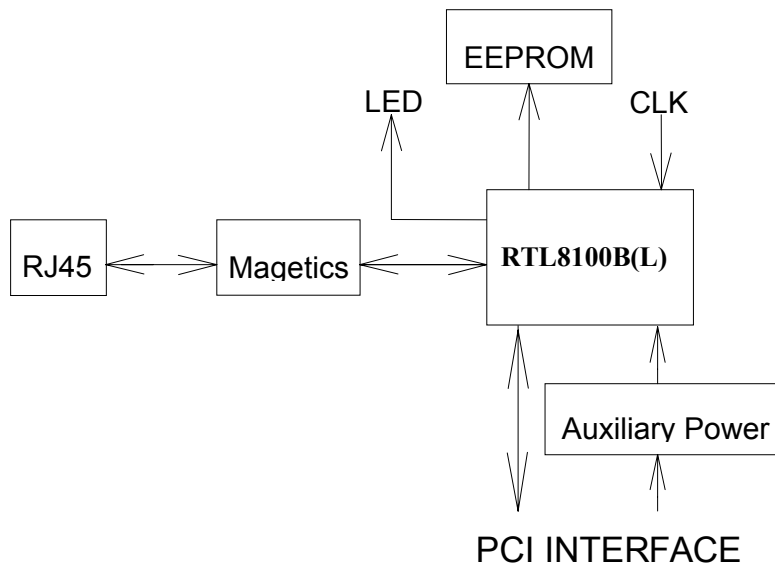 EEPROM
LED
CLK
RTL8100B(L)
RJ45
Magetics
Auxiliary Power
PCI INTERFACE